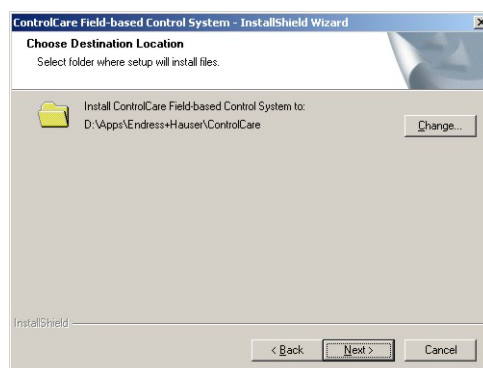 ControlCare Field-based Control System - InstallShield Wizard
Choose Destination Location
Select folder where setup will install files.
Install ControlCare Field-based Control System to:
D:\Apps\Endress+Hauser\ControlCare
Change...
InstallShield
< Back
Next >
Cancel